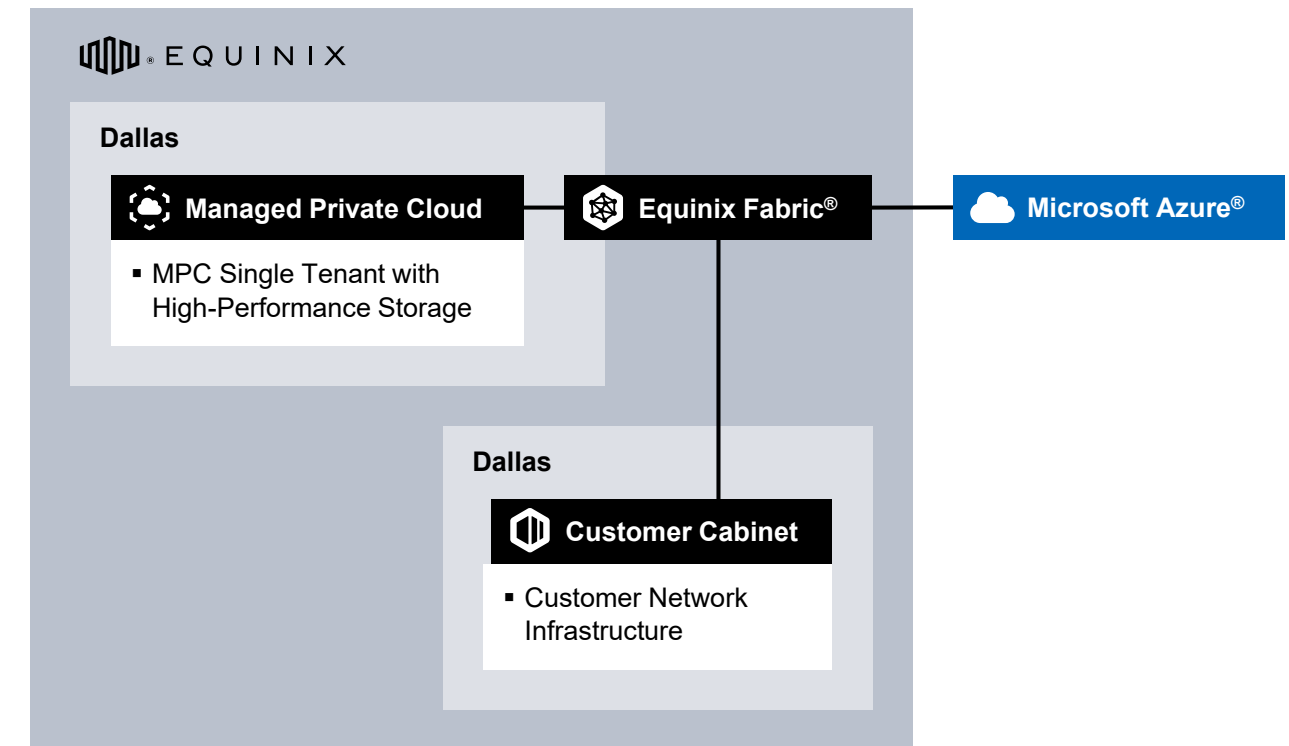 ® EQUINIX
Dallas
Managed Private Cloud
▪ MPC Single Tenant with
High-Performance Storage
Equinix Fabric®
Microsoft Azure®
Dallas
Customer Cabinet
▪ Customer Network
Infrastructure